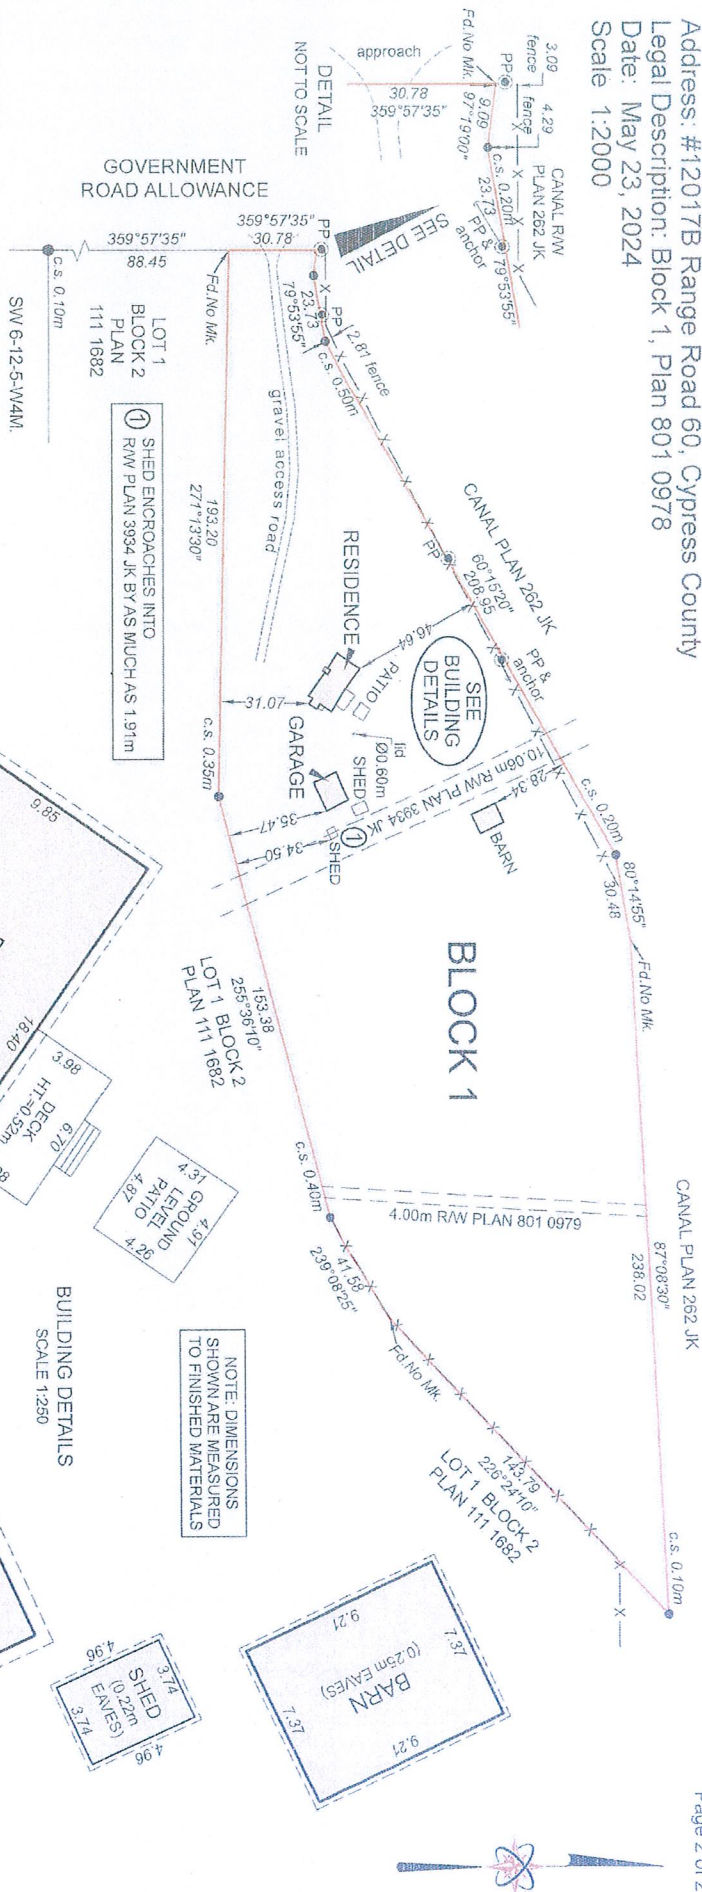 Address: #12017B Range Road 60, Cypress County
Legal Description: Block 1, Plan 801 0978
Date: May 23, 2024
Scale 1:2000
Page 2 of 2
3.09
fence
4.29
fence
PP
Fd.No Mk.
9.09
97°19'00"
c.s. 0.20m
23.73
79°53'55"
PP &
anchor
CANAL R/W
PLAN 262 JK
approach
30.78
359°57'35"
DETAIL
NOT TO SCALE
SEE DETAIL
GOVERNMENT
ROAD ALLOWANCE
359°57'35"
30.78
359°57'35"
88.45
Fd.No Mk.
c.s. 0.10m
SW 6-12-5-W4M.
LOT 1
BLOCK 2
PLAN
111 1682
PP
23.73
79°53'55"
PP
2.81 fence
c.s. 0.50m
gravel access road
CANAL PLAN 262 JK
60°15'20"
208.95
PP
PP &
anchor
SEE
BUILDING
DETAILS
46.64
RESIDENCE
PATIO
31.07
GARAGE
lid
Ø0.60m
SHED
35.47
34.50
SHED
1
10.06m R/W PLAN 3934 JK
28.34
BARN
c.s. 0.20m
80°14'55"
30.48
Fd.No Mk.
BLOCK 1
193.20
271°13'30"
c.s. 0.35m
1 SHED ENCROACHES INTO
R/W PLAN 3934 JK BY AS MUCH AS 1.91m
153.38
255°36'10"
LOT 1 BLOCK 2
PLAN 111 1682
c.s. 0.40m
4.00m R/W PLAN 801 0979
CANAL PLAN 262 JK
87°08'30"
238.02
41.58
239°08'25"
Fd.No Mk.
143.79
226°24'10"
LOT 1 BLOCK 2
PLAN 111 1682
c.s. 0.10m
9.85
18.40
3.98
DECK
HT.=0.52m
6.70
4.31
4.91
GROUND
LEVEL
PATIO
4.87
4.26
BUILDING DETAILS
SCALE 1:250
NOTE: DIMENSIONS
SHOWN ARE MEASURED
TO FINISHED MATERIALS
9.21
7.37
BARN
(0.25m EAVES)
7.37
9.21
4.96
3.74
SHED
(0.22m
EAVES)
3.74
4.96